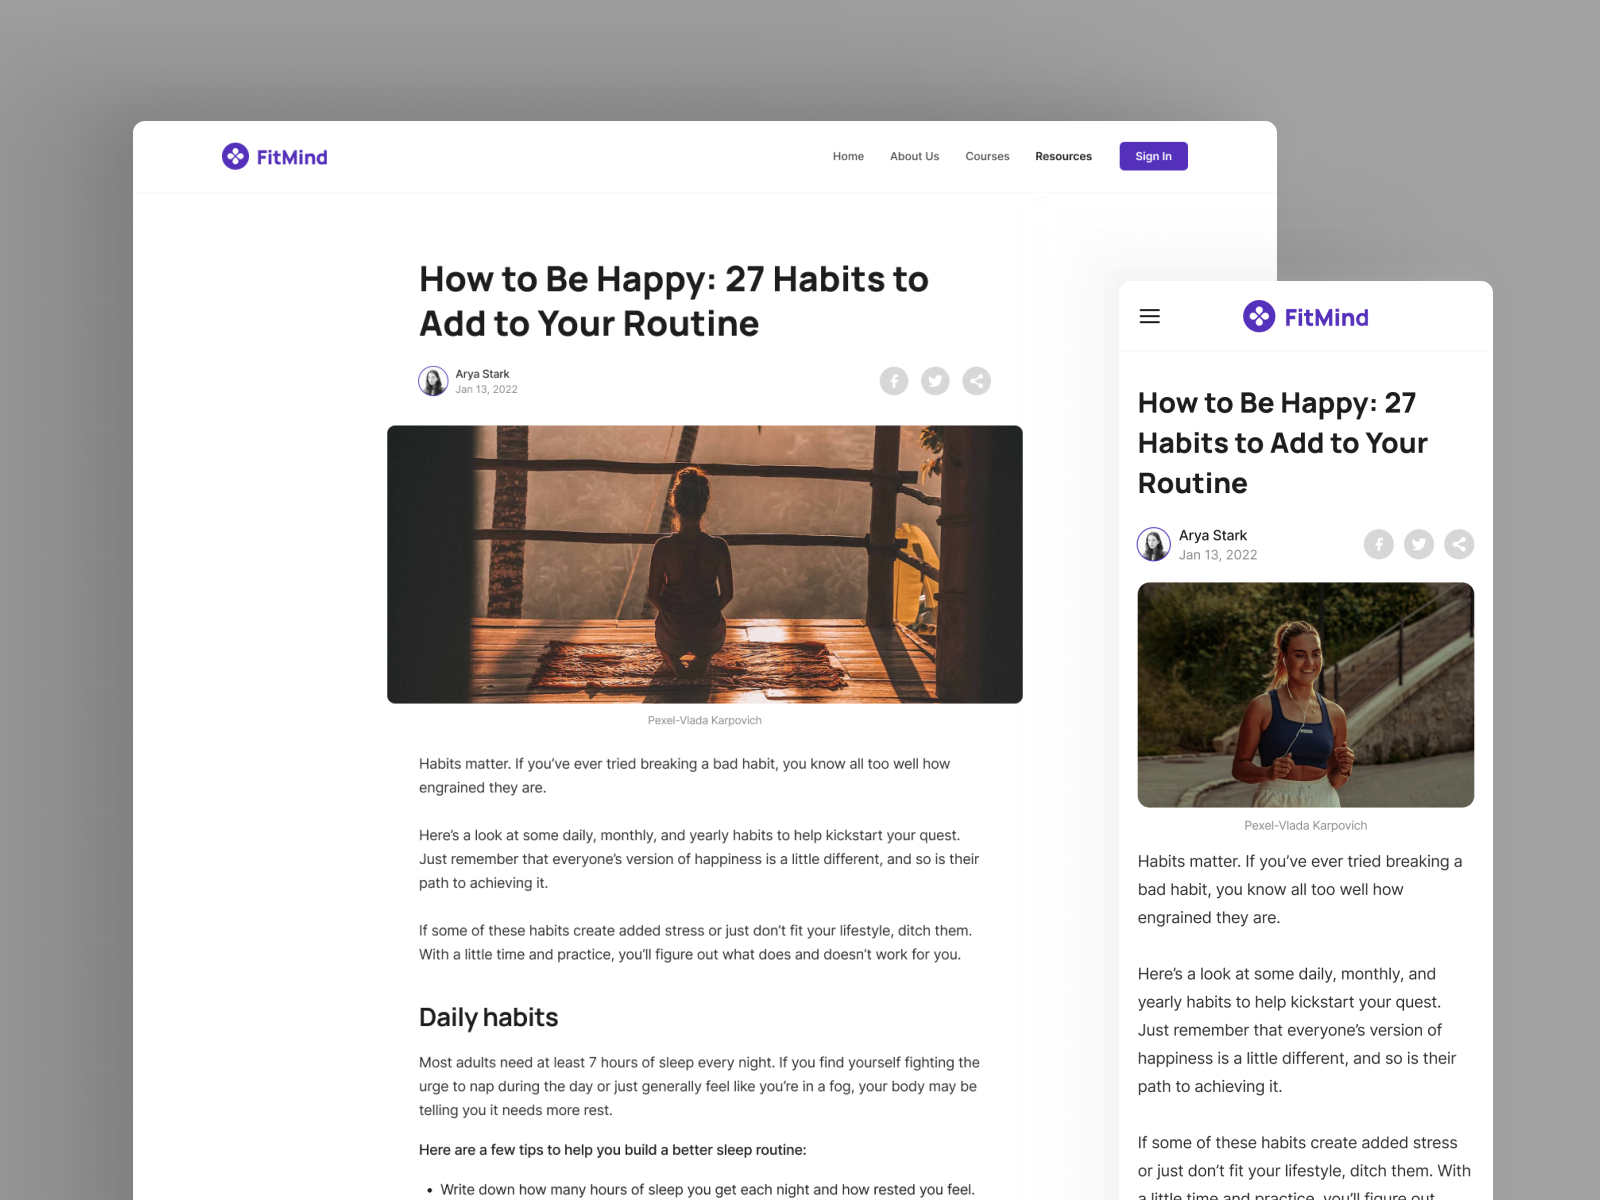 FitMind
Home About Us Courses Resources Sign In
How to Be Happy: 27 Habits to
Add to Your Routine
Arya Stark
Jan 13, 2022
Pexel-Vlada Karpovich
Habits matter. If you’ve ever tried breaking a bad habit, you know all too well how
engrained they are.
Here’s a look at some daily, monthly, and yearly habits to help kickstart your quest.
Just remember that everyone’s version of happiness is a little different, and so is their
path to achieving it.
If some of these habits create added stress or just don’t fit your lifestyle, ditch them.
With a little time and practice, you’ll figure out what does and doesn’t work for you.
Daily habits
Most adults need at least 7 hours of sleep every night. If you find yourself fighting the
urge to nap during the day or just generally feel like you’re in a fog, your body may be
telling you it needs more rest.
Here are a few tips to help you build a better sleep routine:
• Write down how many hours of sleep you get each night and how rested you feel.
FitMind
How to Be Happy: 27
Habits to Add to Your
Routine
Arya Stark
Jan 13, 2022
Pexel-Vlada Karpovich
Habits matter. If you’ve ever tried breaking a
bad habit, you know all too well how
engrained they are.
Here’s a look at some daily, monthly, and
yearly habits to help kickstart your quest.
Just remember that everyone’s version of
happiness is a little different, and so is their
path to achieving it.
If some of these habits create added stress
or just don’t fit your lifestyle, ditch them. With
a little time and practice, you’ll figure out